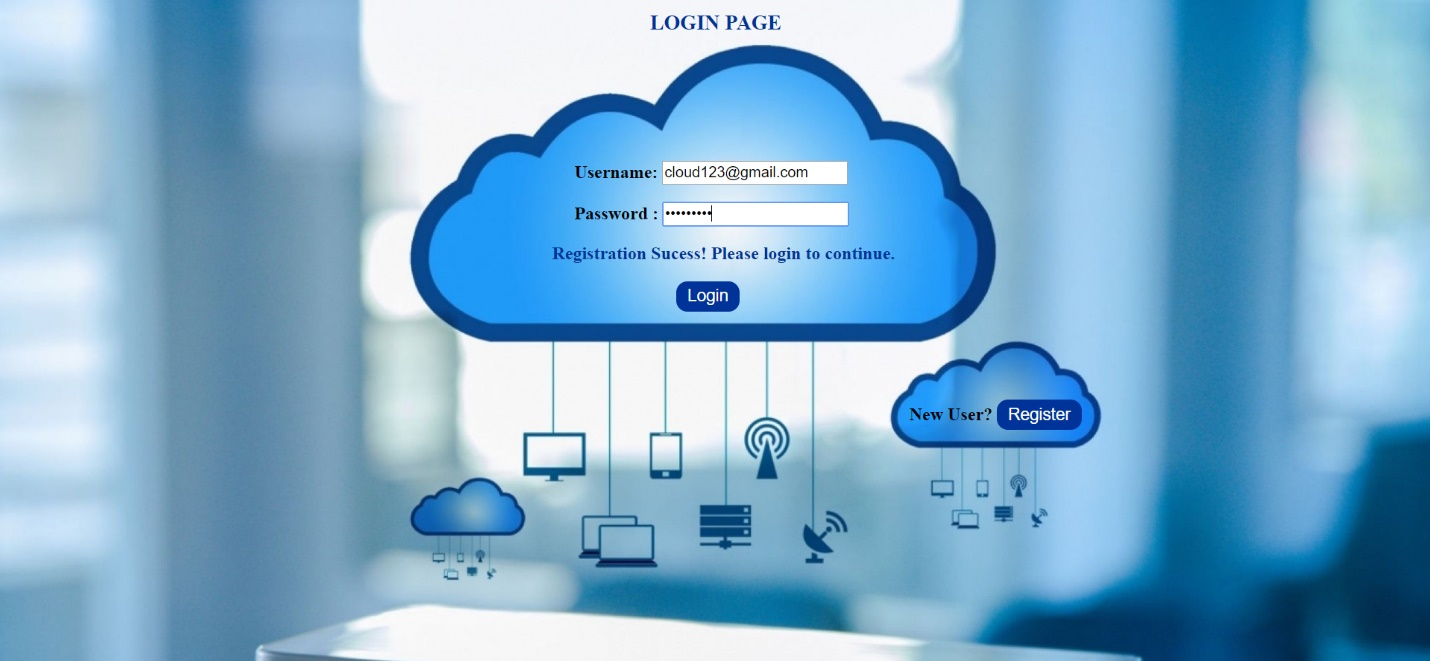 LOGIN PAGE
Username: cloud123@gmail.com
Password : •••••••••
Registration Sucess! Please login to continue.
Login
New User? Register